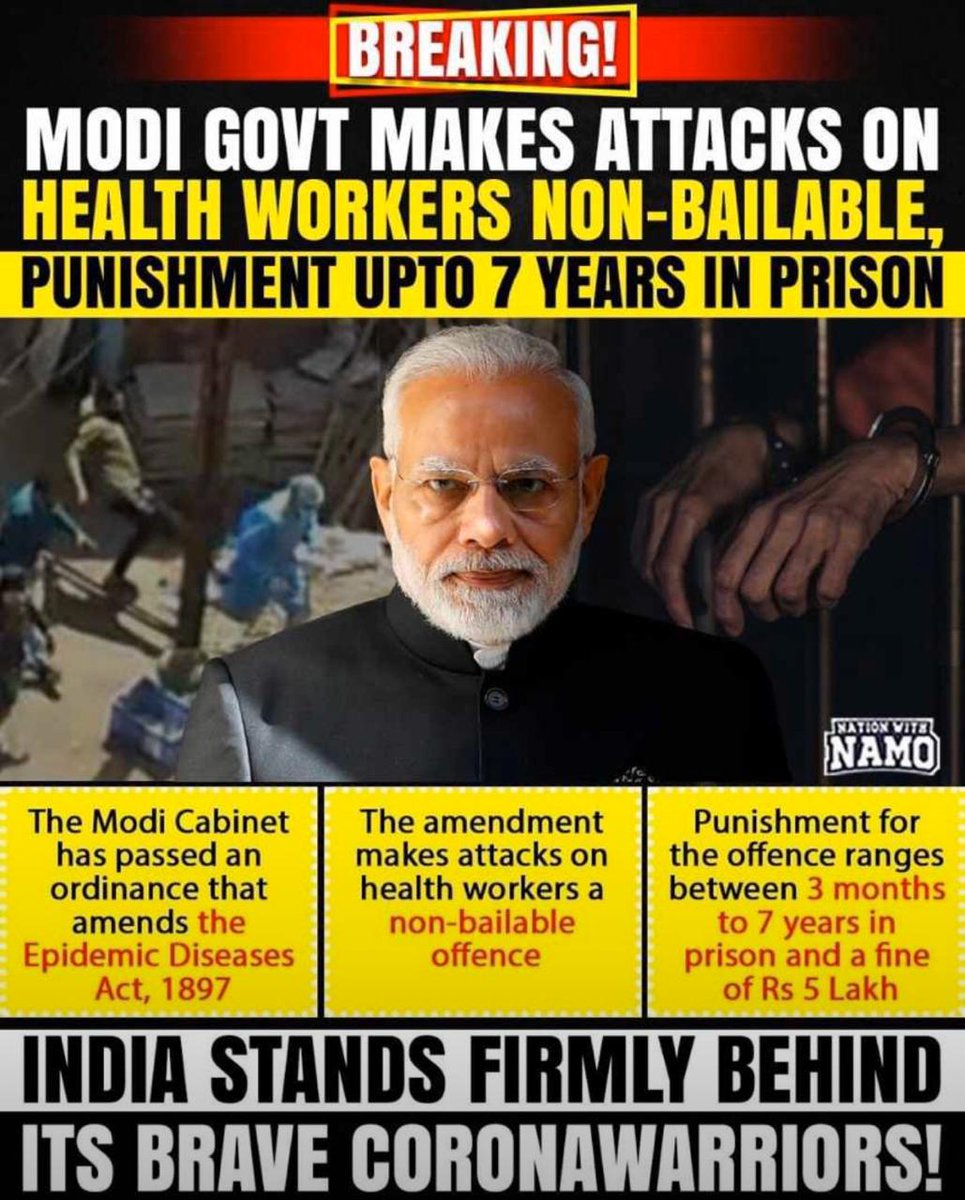 BREAKING!
MODI GOVT MAKES ATTACKS ON
HEALTH WORKERS NON-BAILABLE,
PUNISHMENT UPTO 7 YEARS IN PRISON
NATION WITH
NAMO
The Modi Cabinet
has passed an
ordinance that
amends the
Epidemic Diseases
Act, 1897
The amendment
makes attacks on
health workers a
non-bailable
offence
Punishment for
the offence ranges
between 3 months
to 7 years in
prison and a fine
of Rs 5 Lakh
INDIA STANDS FIRMLY BEHIND
ITS BRAVE CORONAWARRIORS!